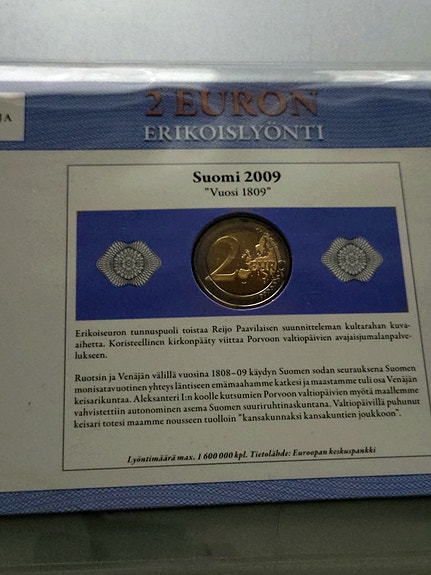 JA
2 EURON
ERIKOISLYÖNTI
Suomi 2009
"Vuosi 1809"
2 EURO
Erikoiseuron tunnuspuoli toistaa Reijo Paavilaisen suunnitteleman kultarahan kuva-
aihetta. Koristeellinen kirkonpääty viittaa Porvoon valtiopäivien avajaisjumalanpalve-
lukseen.
Ruotsin ja Venäjän välillä vuosina 1808–09 käydyn Suomen sodan seurauksena Suomen
monisatavuotinen yhteys läntiseen emämaahamme katkesi ja maastamme tuli osa Venäjän
keisarikuntaa. Aleksanteri I:n koolle kutsumien Porvoon valtiopäivien myötä maallemme
vahvistettiin autonominen asema Suomen suuriruhtinaskuntana. Valtiopäivillä puhunut
keisari totesi maamme nousseen tuolloin "kansakunnaksi kansakuntien joukkoon".
Lyöntimäärä max. 1 600 000 kpl. Tietolähde: Euroopan keskuspankki